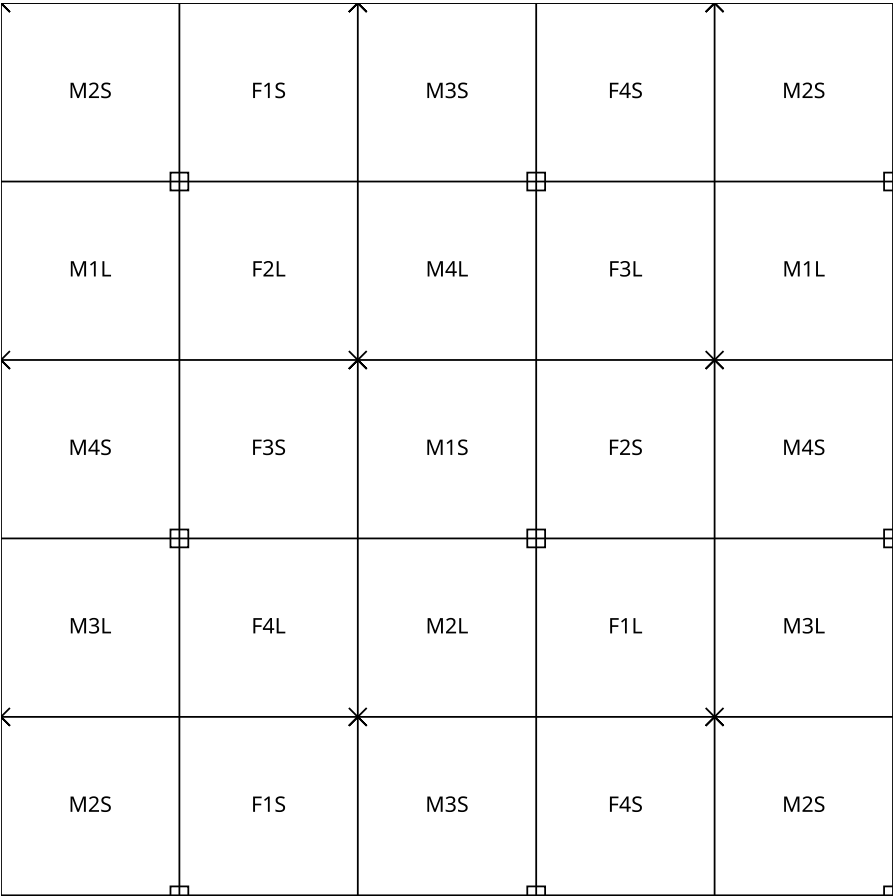 M2S F1S M3S F4S M2S
M1L F2L M4L F3L M1L
M4S F3S M1S F2S M4S
M3L F4L M2L F1L M3L
M2S F1S M3S F4S M2S